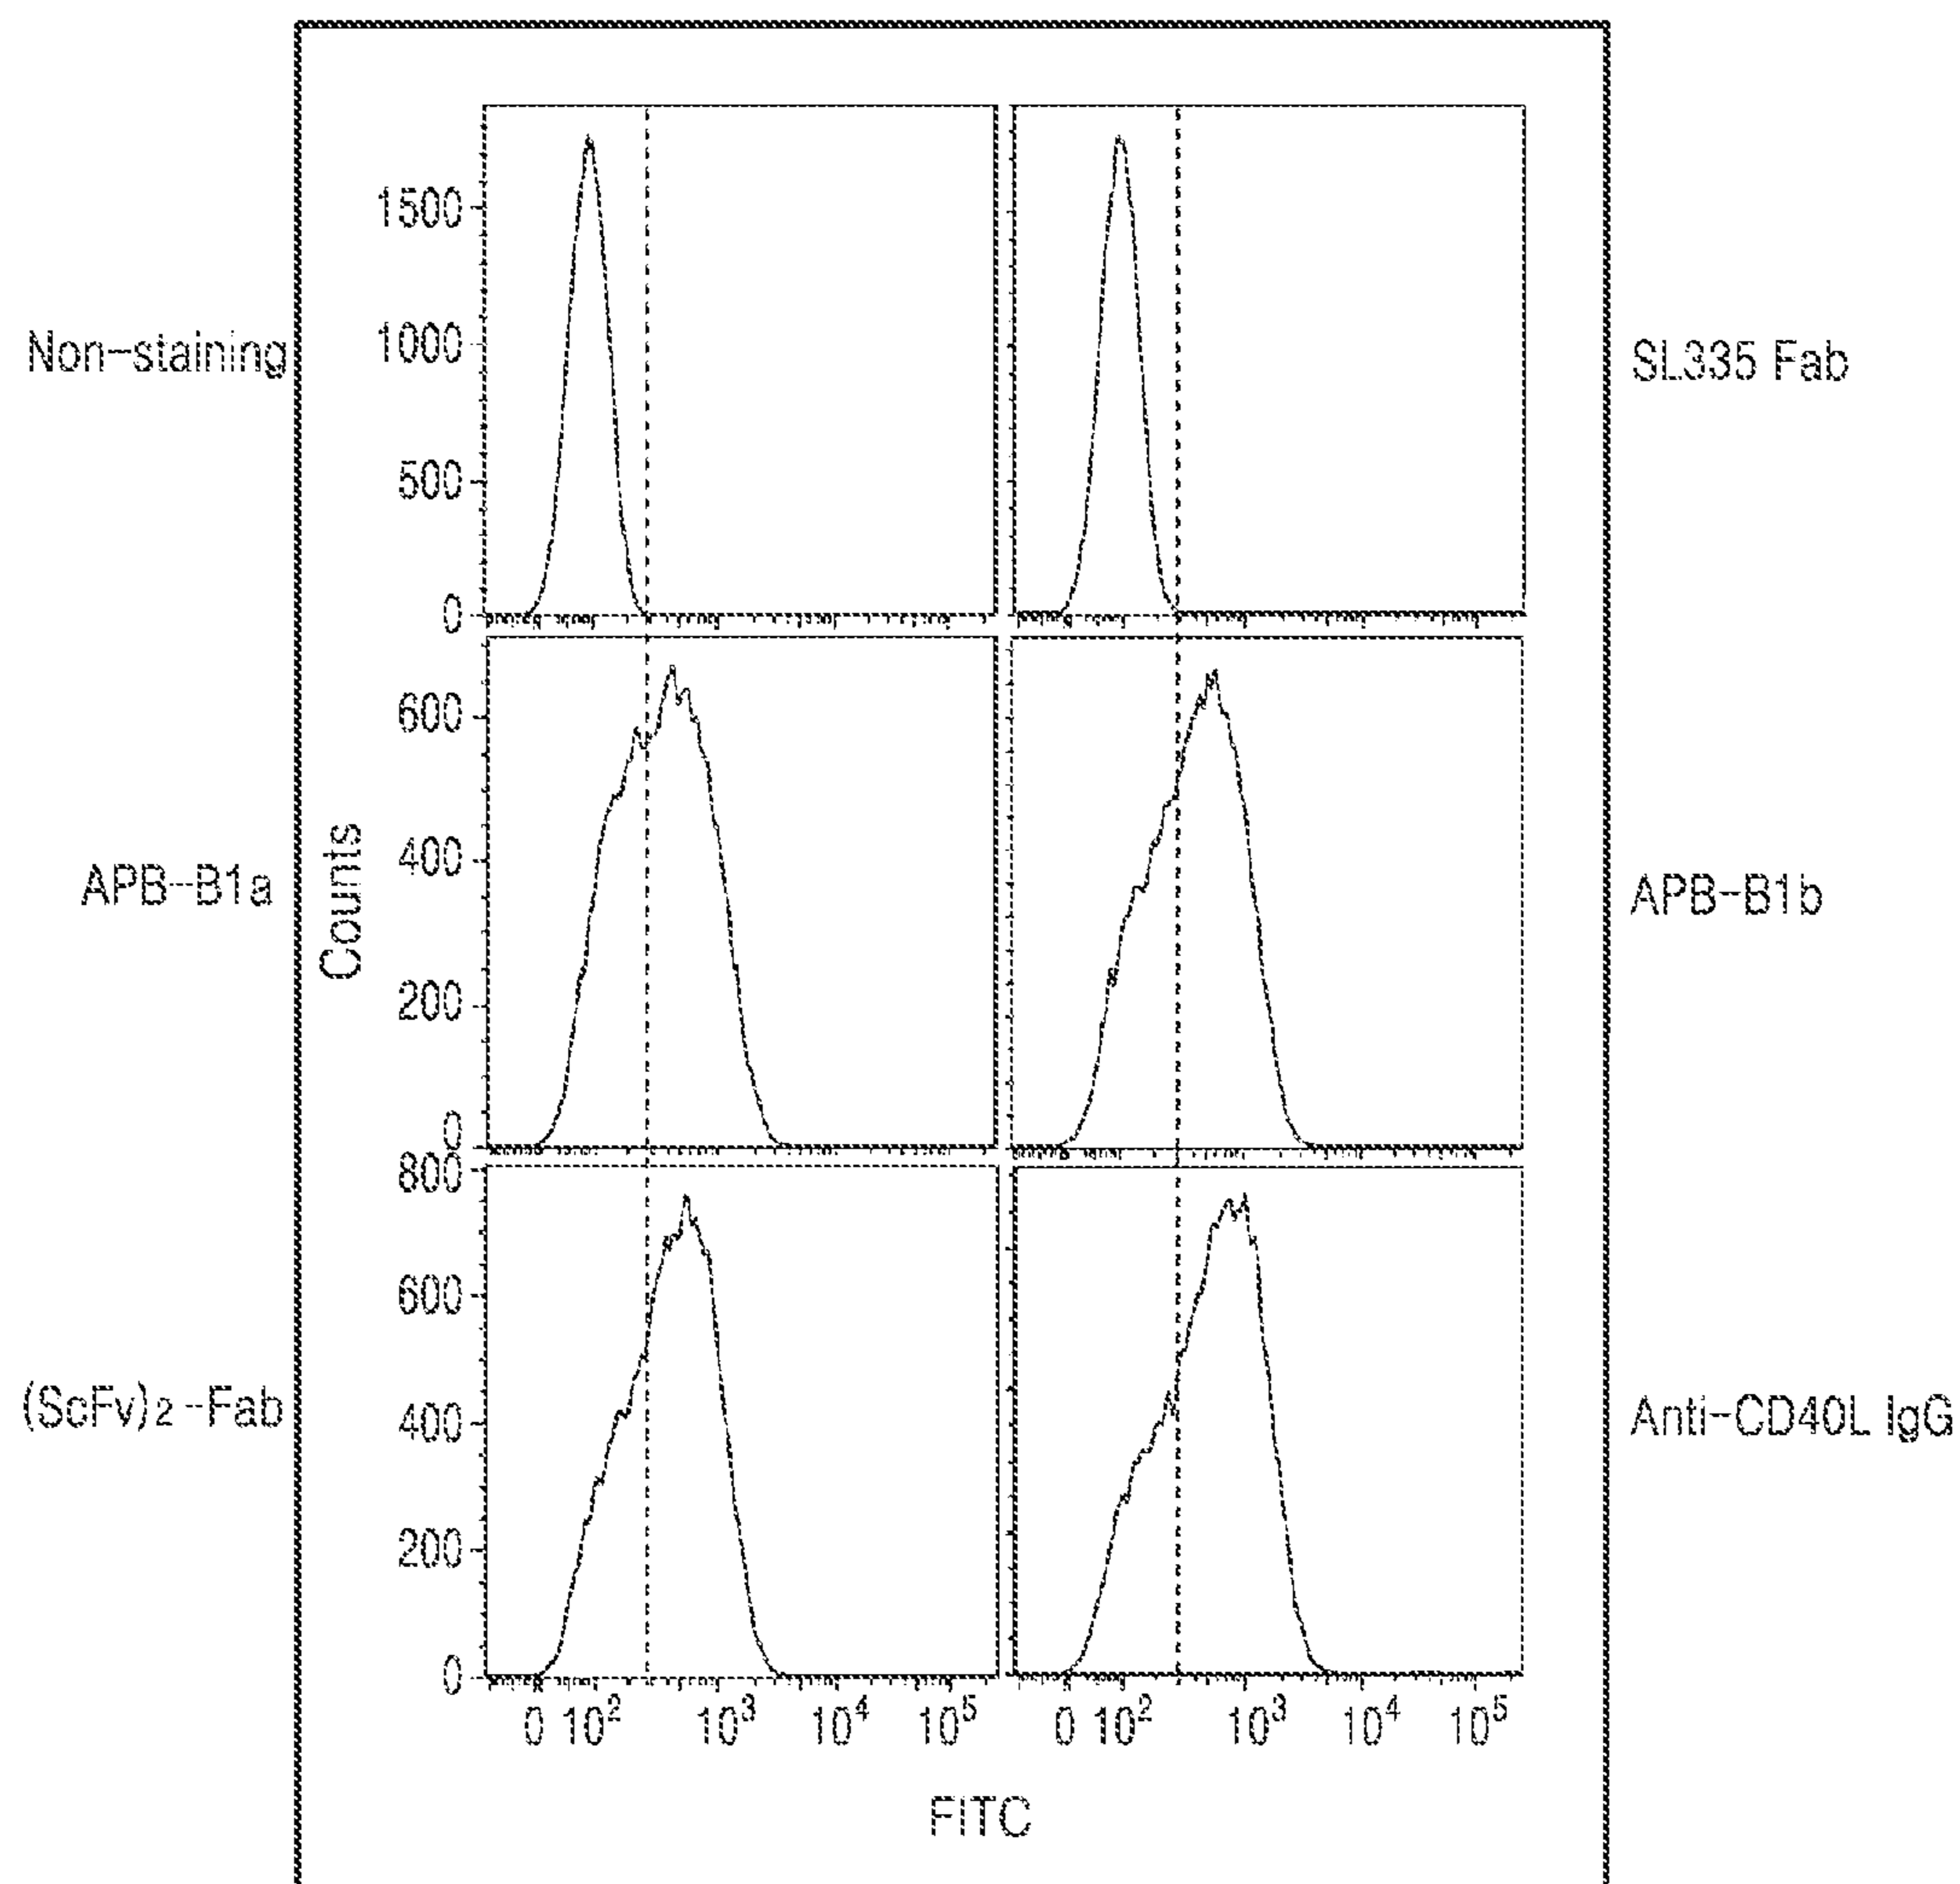 1500
1000
500
0
Non-staining
SL335 Fab
600
400
200
0
APB-B1a
Counts
APB-B1b
800
600
400
200
0
(ScFv)2-Fab
Anti-CD40L IgG
0 10² 10³ 10⁴ 10⁵ 0 10² 10³ 10⁴ 10⁵
FITC